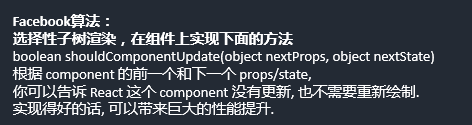 Facebook算法：
选择性子树渲染，在组件上实现下面的方法
boolean shouldComponentUpdate(object nextProps, object nextState)
根据 component 的前一个和下一个 props/state,
你可以告诉 React 这个 component 没有更新, 也不需要重新绘制.
实现得好的话, 可以带来巨大的性能提升.